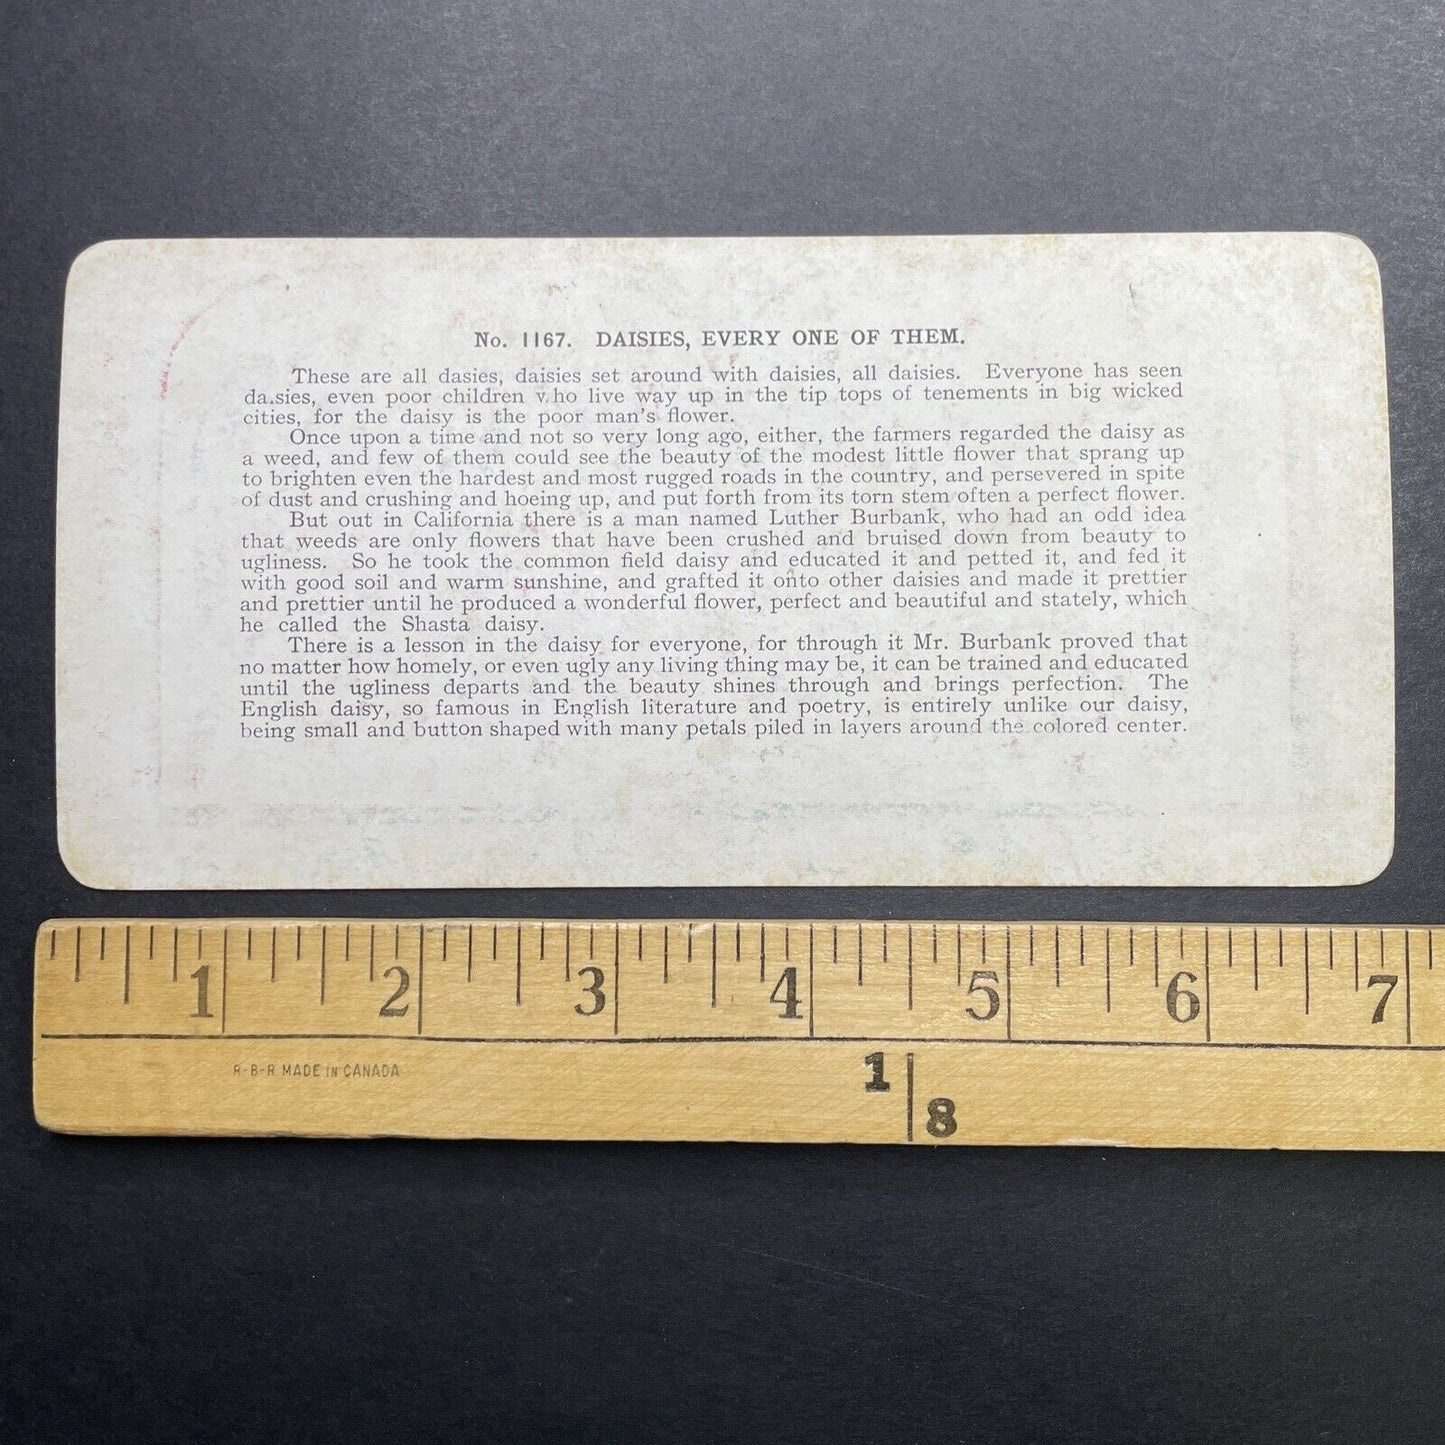 No. 1167. DAISIES, EVERY ONE OF THEM.
These are all dasies, daisies set around with daisies, all daisies. Everyone has seen
da.sies, even poor children who live way up in the tip tops of tenements in big wicked
cities, for the daisy is the poor man's flower.
Once upon a time and not so very long ago, either, the farmers regarded the daisy as
a weed, and few of them could see the beauty of the modest little flower that sprang up
to brighten even the hardest and most rugged roads in the country, and persevered in spite
of dust and crushing and hoeing up, and put forth from its torn stem often a perfect flower.
But out in California there is a man named Luther Burbank, who had an odd idea
that weeds are only flowers that have been crushed and bruised down from beauty to
ugliness. So he took the common field daisy and educated it and petted it, and fed it
with good soil and warm sunshine, and grafted it onto other daisies and made it prettier
and prettier until he produced a wonderful flower, perfect and beautiful and stately, which
he called the Shasta daisy.
There is a lesson in the daisy for everyone, for through it Mr. Burbank proved that
no matter how homely, or even ugly any living thing may be, it can be trained and educated
until the ugliness departs and the beauty shines through and brings perfection. The
English daisy, so famous in English literature and poetry, is entirely unlike our daisy,
being small and button shaped with many petals piled in layers around the colored center.
1 2 3 4 5 6 7
R-B-R MADE IN CANADA
1
8